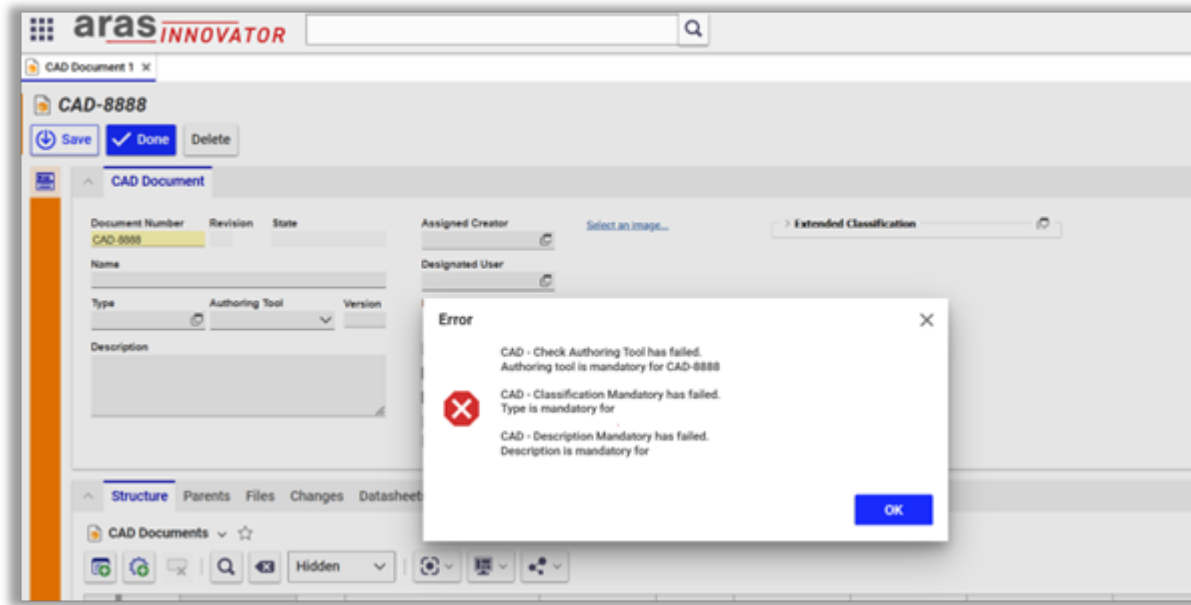 aras INNOVATOR
CAD Document 1
CAD-8888
Save Done Delete
CAD Document
Document Number Revision State Assigned Creator Select an image... Extended Classification
CAD-8888
Name Designated User
Type Authoring Tool Version
Description
Error
CAD - Check Authoring Tool has failed.
Authoring tool is mandatory for CAD-8888
CAD - Classification Mandatory has failed.
Type is mandatory for
CAD - Description Mandatory has failed.
Description is mandatory for
OK
Structure Parents Files Changes Datasheet
CAD Documents
Hidden